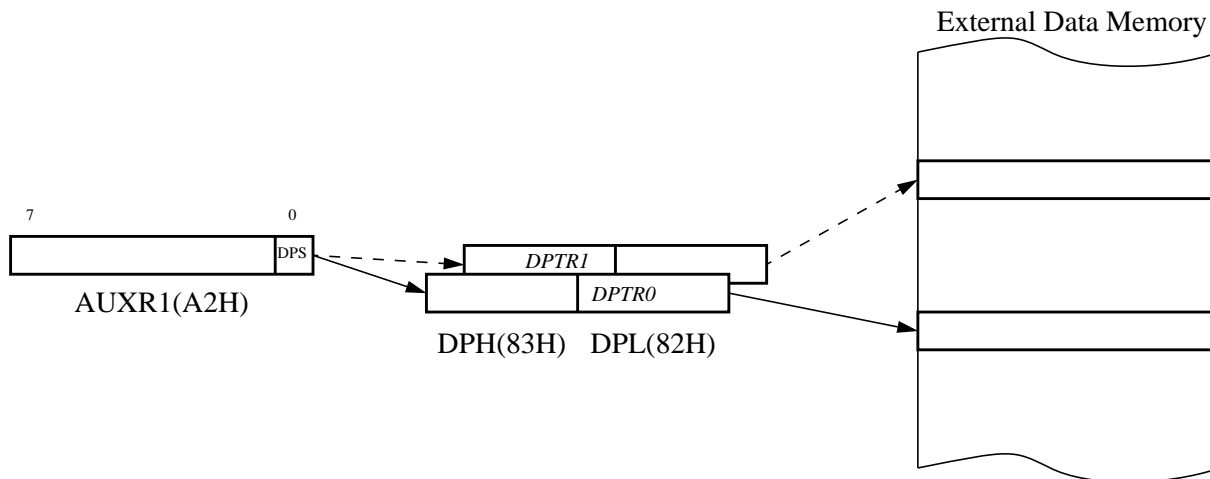 External Data Memory
7 0
DPS
AUXR1(A2H)
DPTR1
DPTR0
DPH(83H) DPL(82H)